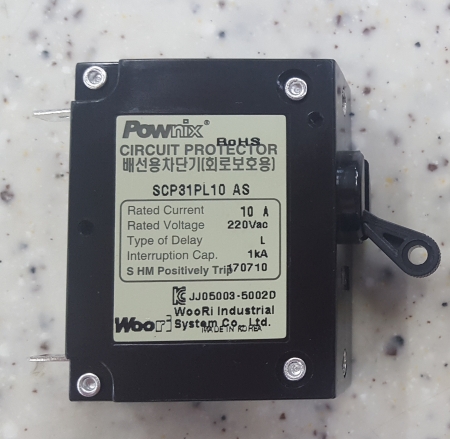 Pownix
RoHS
CIRCUIT PROTECTOR
배선용차단기(회로보호용)
SCP31PL10 AS
Rated Current 10 A
Rated Voltage 220Vac
Type of Delay L
Interruption Cap. 1kA
S HM Positively Trip 170710
JJ05003-5002D
WooRi Industrial
Woori System Co., Ltd.
MADE IN KOREA